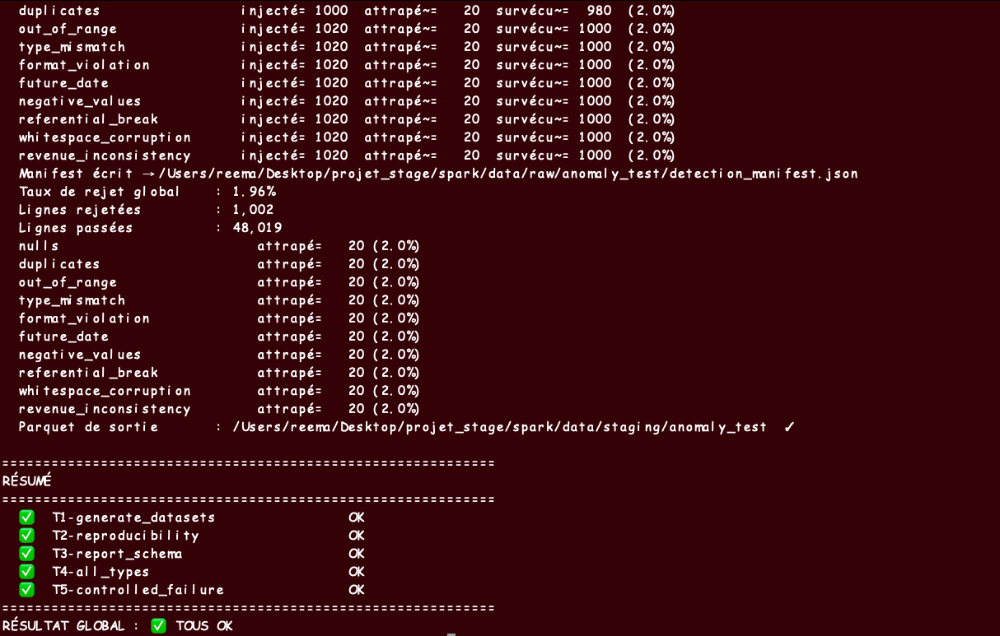 duplicates injecté= 1000 attrapé~= 20 survécu~= 980 (2.0%)
out_of_range injecté= 1020 attrapé~= 20 survécu~= 1000 (2.0%)
type_mismatch injecté= 1020 attrapé~= 20 survécu~= 1000 (2.0%)
format_violation injecté= 1020 attrapé~= 20 survécu~= 1000 (2.0%)
future_date injecté= 1020 attrapé~= 20 survécu~= 1000 (2.0%)
negative_values injecté= 1020 attrapé~= 20 survécu~= 1000 (2.0%)
referential_break injecté= 1020 attrapé~= 20 survécu~= 1000 (2.0%)
whitespace_corruption injecté= 1020 attrapé~= 20 survécu~= 1000 (2.0%)
revenue_inconsistency injecté= 1020 attrapé~= 20 survécu~= 1000 (2.0%)
Manifest écrit →/Users/reema/Desktop/projet_stage/spark/data/raw/anomaly_test/detection_manifest.json
Taux de rejet global : 1.96%
Lignes rejetées : 1,002
Lignes passées : 48,019
nulls attrapé= 20 (2.0%)
duplicates attrapé= 20 (2.0%)
out_of_range attrapé= 20 (2.0%)
type_mismatch attrapé= 20 (2.0%)
format_violation attrapé= 20 (2.0%)
future_date attrapé= 20 (2.0%)
negative_values attrapé= 20 (2.0%)
referential_break attrapé= 20 (2.0%)
whitespace_corruption attrapé= 20 (2.0%)
revenue_inconsistency attrapé= 20 (2.0%)
Parquet de sortie : /Users/reema/Desktop/projet_stage/spark/data/staging/anomaly_test ✓
============================================================
RÉSUMÉ
============================================================
✅ T1-generate_datasets OK
✅ T2-reproducibility OK
✅ T3-report_schema OK
✅ T4-all_types OK
✅ T5-controlled_failure OK
============================================================
RÉSULTAT GLOBAL : ✅ TOUS OK